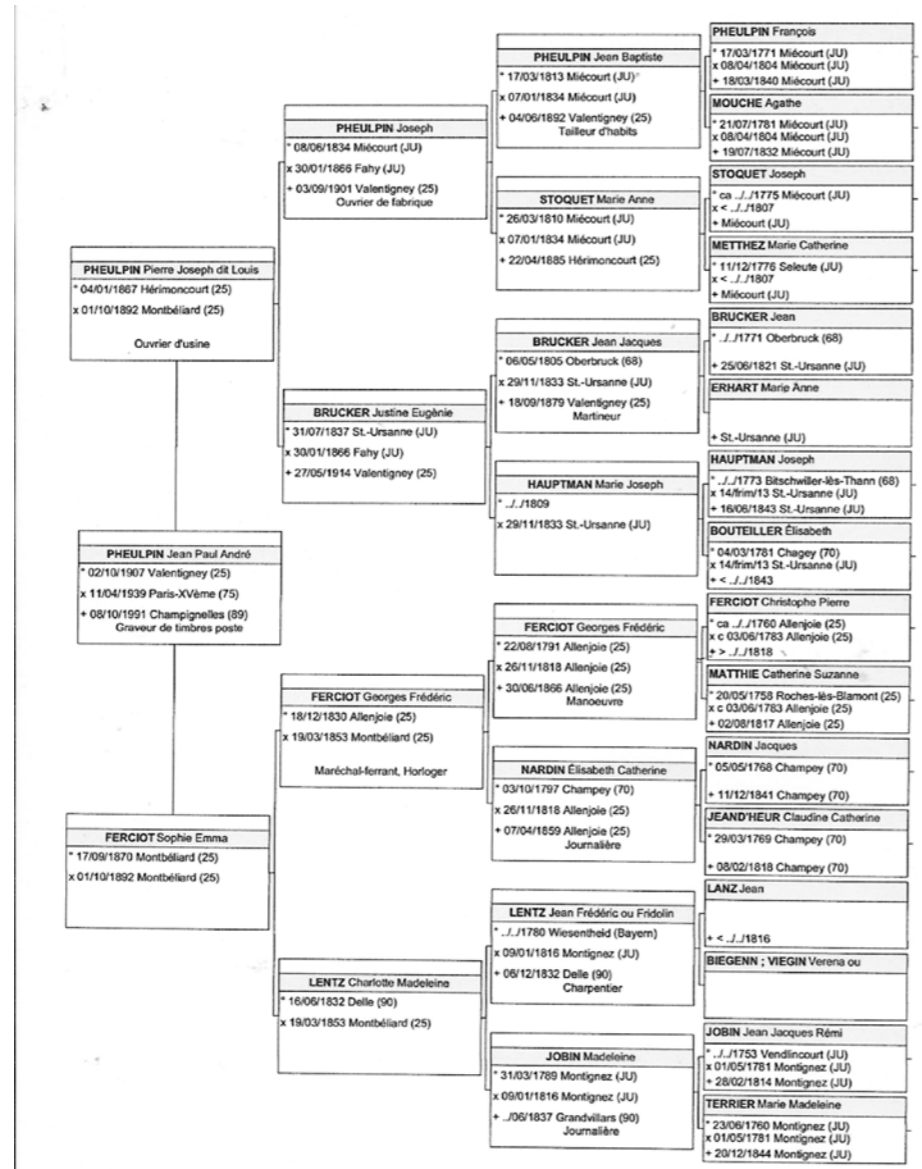 PHEULPIN Pierre Joseph dit Louis
* 04/01/1867 Hérimoncourt (25)
x 01/10/1892 Montbéliard (25)
Ouvrier d'usine
PHEULPIN Jean Paul André
* 02/10/1907 Valentigney (25)
x 11/04/1939 Paris-XVème (75)
+ 08/10/1991 Champignelles (89)
Graveur de timbres poste
FERCIOT Sophie Emma
* 17/09/1870 Montbéliard (25)
x 01/10/1892 Montbéliard (25)
PHEULPIN Joseph
* 08/06/1834 Miécourt (JU)
x 30/01/1866 Fahy (JU)
+ 03/09/1901 Valentigney (25)
Ouvrier de fabrique
BRUCKER Justine Eugènie
* 31/07/1837 St.-Ursanne (JU)
x 30/01/1866 Fahy (JU)
+ 27/05/1914 Valentigney (25)
FERCIOT Georges Frédéric
* 18/12/1830 Allenjoie (25)
x 19/03/1853 Montbéliard (25)
Maréchal-ferrant, Horloger
LENTZ Charlotte Madeleine
* 16/06/1832 Delle (90)
x 19/03/1853 Montbéliard (25)
PHEULPIN Jean Baptiste
* 17/03/1813 Miécourt (JU)
x 07/01/1834 Miécourt (JU)
+ 04/06/1892 Valentigney (25)
Tailleur d'habits
STOQUET Marie Anne
* 26/03/1810 Miécourt (JU)
x 07/01/1834 Miécourt (JU)
+ 22/04/1885 Hérimoncourt (25)
BRUCKER Jean Jacques
* 06/05/1805 Oberbruck (68)
x 29/11/1833 St.-Ursanne (JU)
+ 18/09/1879 Valentigney (25)
Martineur
HAUPTMAN Marie Joseph
* ../../1809
x 29/11/1833 St.-Ursanne (JU)
FERCIOT Georges Frédéric
* 22/08/1791 Allenjoie (25)
x 26/11/1818 Allenjoie (25)
+ 30/06/1866 Allenjoie (25)
Manoeuvre
NARDIN Élisabeth Catherine
* 03/10/1797 Champey (70)
x 26/11/1818 Allenjoie (25)
+ 07/04/1859 Allenjoie (25)
Journalière
LENTZ Jean Frédéric ou Fridolin
* ../../1780 Wiesentheid (Bayern)
x 09/01/1816 Montignez (JU)
+ 06/12/1832 Delle (90)
Charpentier
JOBIN Madeleine
* 31/03/1789 Montignez (JU)
x 09/01/1816 Montignez (JU)
+ ../06/1837 Grandvillars (90)
Journalière
PHEULPIN François
* 17/03/1771 Miécourt (JU)
x 08/04/1804 Miécourt (JU)
+ 18/03/1840 Miécourt (JU)
MOUCHE Agathe
* 21/07/1781 Miécourt (JU)
x 08/04/1804 Miécourt (JU)
+ 19/07/1832 Miécourt (JU)
STOQUET Joseph
* ca ../../1775 Miécourt (JU)
x < ../../1807
+ Miécourt (JU)
METTHEZ Marie Catherine
* 11/12/1776 Seleute (JU)
x < ../../1807
+ Miécourt (JU)
BRUCKER Jean
* ../../1771 Oberbruck (68)
+ 25/06/1821 St.-Ursanne (JU)
ERHART Marie Anne
+ St.-Ursanne (JU)
HAUPTMAN Joseph
* ../../1773 Bitschwiller-lès-Thann (68)
x 14/frim/13 St.-Ursanne (JU)
+ 16/06/1843 St.-Ursanne (JU)
BOUTEILLER Élisabeth
* 04/03/1781 Chagey (70)
x 14/frim/13 St.-Ursanne (JU)
+ < ../../1843
FERCIOT Christophe Pierre
* ca ../../1760 Allenjoie (25)
x c 03/06/1783 Allenjoie (25)
+ > ../../1818
MATTHIE Catherine Suzanne
* 20/05/1758 Roches-lès-Blamont (25)
x c 03/06/1783 Allenjoie (25)
+ 02/08/1817 Allenjoie (25)
NARDIN Jacques
* 05/05/1768 Champey (70)
+ 11/12/1841 Champey (70)
JEAND'HEUR Claudine Catherine
* 29/03/1769 Champey (70)
+ 08/02/1818 Champey (70)
LANZ Jean
+ < ../../1816
BIEGENN ; VIEGIN Verena ou
JOBIN Jean Jacques Rémi
* ../../1753 Vendlincourt (JU)
x 01/05/1781 Montignez (JU)
+ 28/02/1814 Montignez (JU)
TERRIER Marie Madeleine
* 23/06/1760 Montignez (JU)
x 01/05/1781 Montignez (JU)
+ 20/12/1844 Montignez (JU)